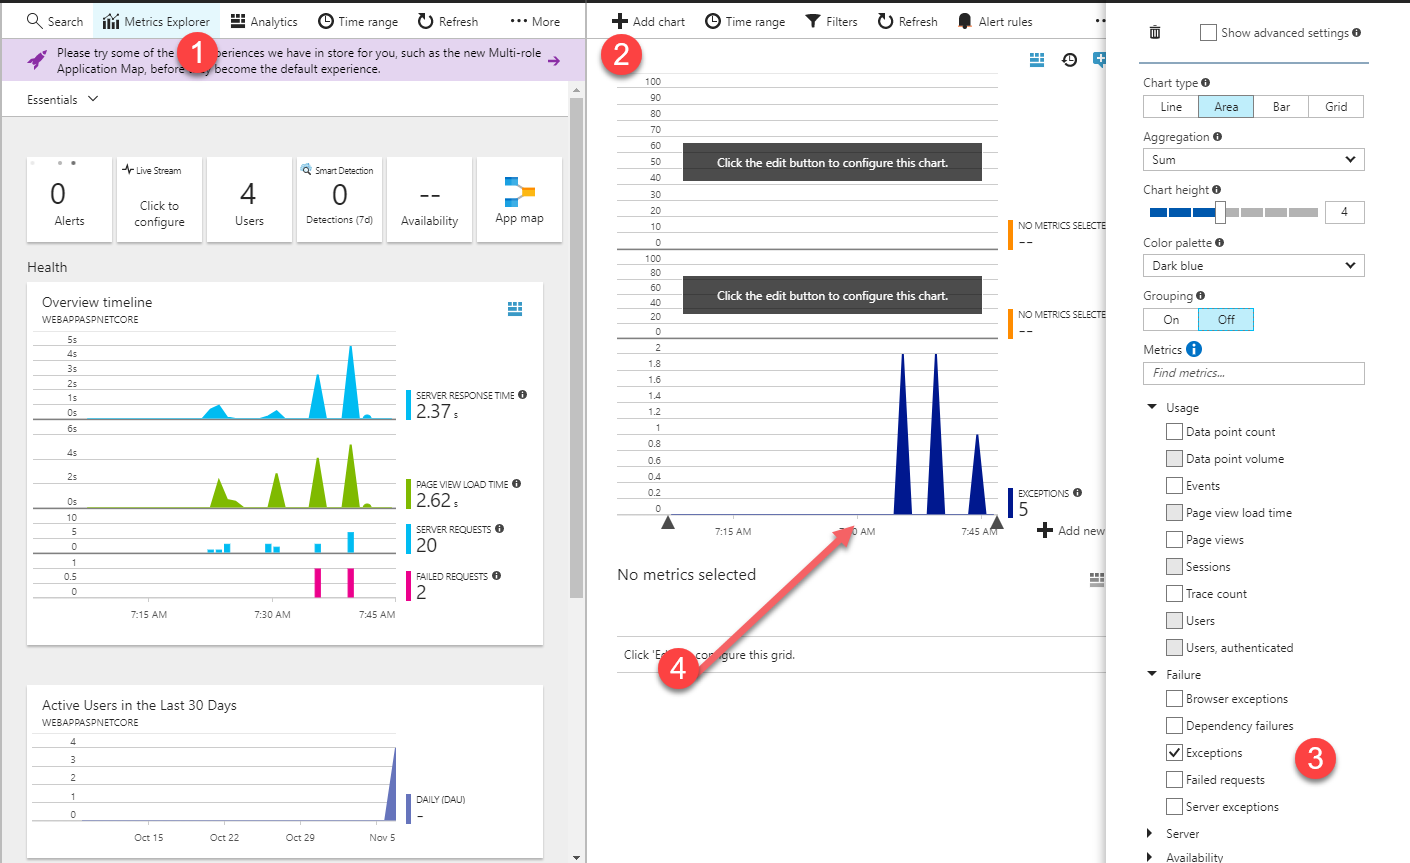 Search
Metrics Explorer
Analytics
Time range
Refresh
More
1
Please try some of the experiences we have in store for you, such as the new Multi-role
Application Map, before they become the default experience.
Essentials
0
Alerts
Live Stream
Click to
configure
4
Users
Smart Detection
0
Detections (7d)
--
Availability
App map
Health
Overview timeline
WEBAPPASPNETCORE
5s
4s
3s
2s
1s
0s
SERVER RESPONSE TIME
2.37 s
6s
4s
2s
0s
PAGE VIEW LOAD TIME
2.62 s
10
5
0
SERVER REQUESTS
20
1
0.5
0
FAILED REQUESTS
2
7:15 AM
7:30 AM
7:45 AM
Active Users in the Last 30 Days
WEBAPPASPNETCORE
4
3
2
1
0
DAILY (DAU)
-
Oct 15
Oct 22
Oct 29
Nov 5
Add chart
Time range
Filters
Refresh
Alert rules
2
100
90
80
70
60
50
40
30
20
10
0
Click the edit button to configure this chart.
NO METRICS SELECTE
--
100
80
60
40
20
0
Click the edit button to configure this chart.
NO METRICS SELECTE
--
2
1.8
1.6
1.4
1.2
1
0.8
0.6
0.4
0.2
0
EXCEPTIONS
5
7:15 AM
AM
7:45 AM
Add new
No metrics selected
Click 'Ed configure this grid.
4
Show advanced settings
Chart type
Line
Area
Bar
Grid
Aggregation
Sum
Chart height
4
Color palette
Dark blue
Grouping
On
Off
Metrics
Find metrics...
Usage
Data point count
Data point volume
Events
Page view load time
Page views
Sessions
Trace count
Users
Users, authenticated
Failure
Browser exceptions
Dependency failures
Exceptions
3
Failed requests
Server exceptions
Server
Availability